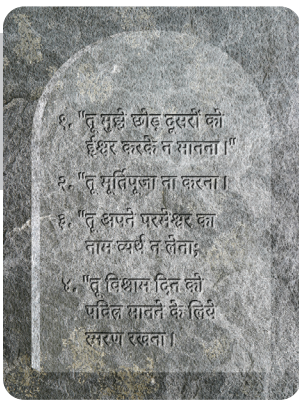 १. "तू मुझे छोड़ दूसरों को
ईश्वर करके न मानना।"
२. "तू मूर्तिपूजा ना करना।
३. "तू अपने परमेश्वर का
नाम व्यर्थ न लेना;
४. "तू विश्राम दिन को
पवित्र मानने के लिये
स्मरण रखना।